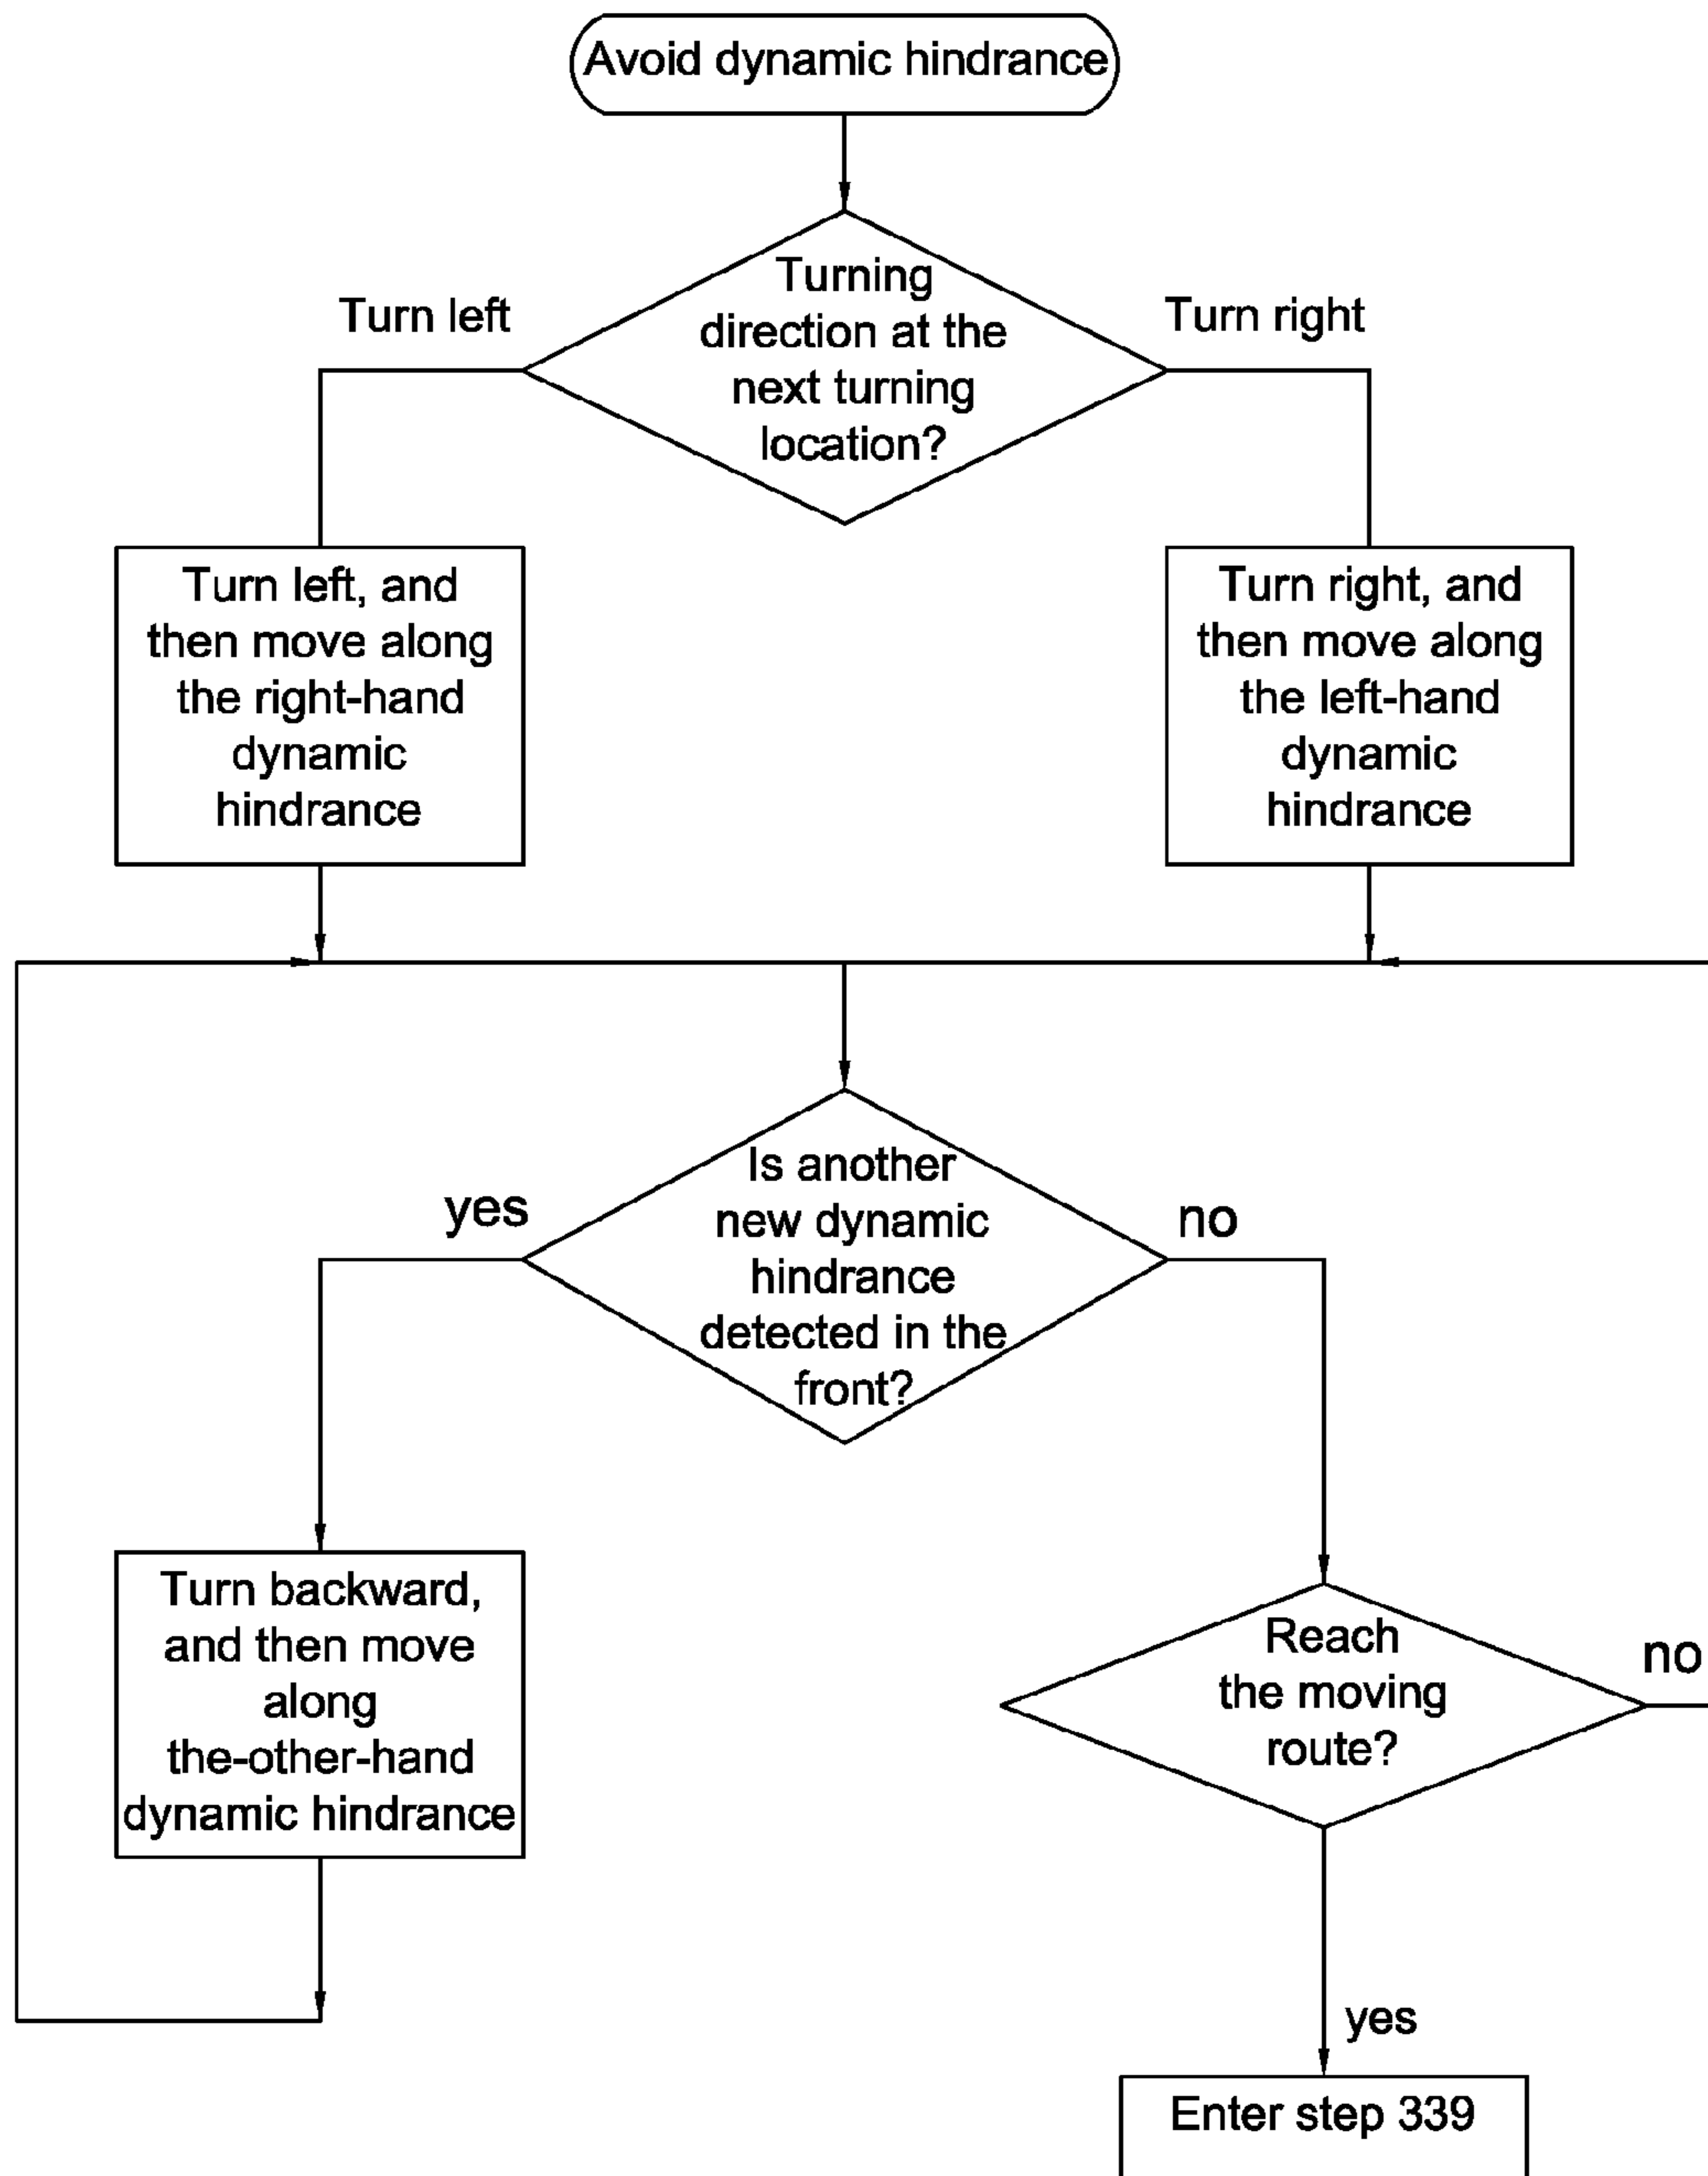 Avoid dynamic hindrance
Turning
direction at the
next turning
location?
Turn left
Turn right
Turn left, and
then move along
the right-hand
dynamic
hindrance
Turn right, and
then move along
the left-hand
dynamic
hindrance
Is another
new dynamic
hindrance
detected in the
front?
yes
no
Turn backward,
and then move
along
the-other-hand
dynamic hindrance
Reach
the moving
route?
no
yes
Enter step 339